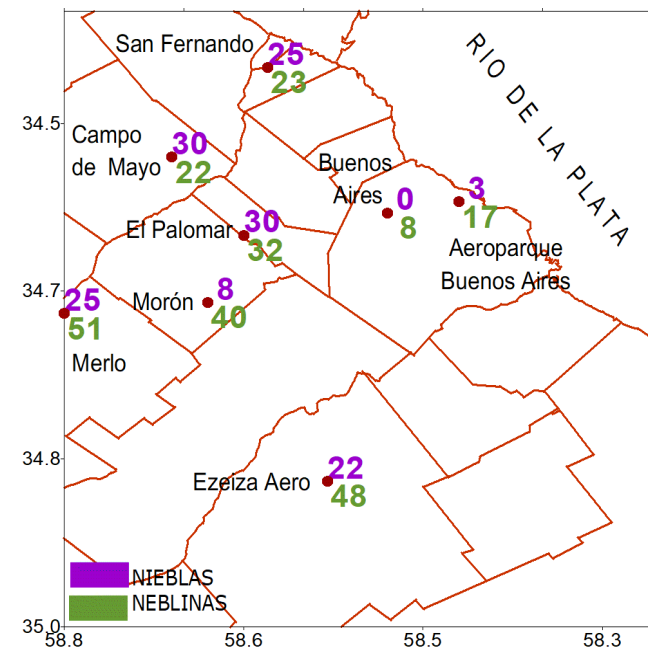 San Fernando
25
23
RIO DE LA PLATA
34.5
Campo
de Mayo
30
22
Buenos
Aires
0
8
3
17
El Palomar
30
32
Aeroparque
Buenos Aires
34.7
25
51
Morón
8
40
Merlo
34.8
Ezeiza Aero
22
48
NIEBLAS
NEBLINAS
35.0
58.8
58.6
58.5
58.3